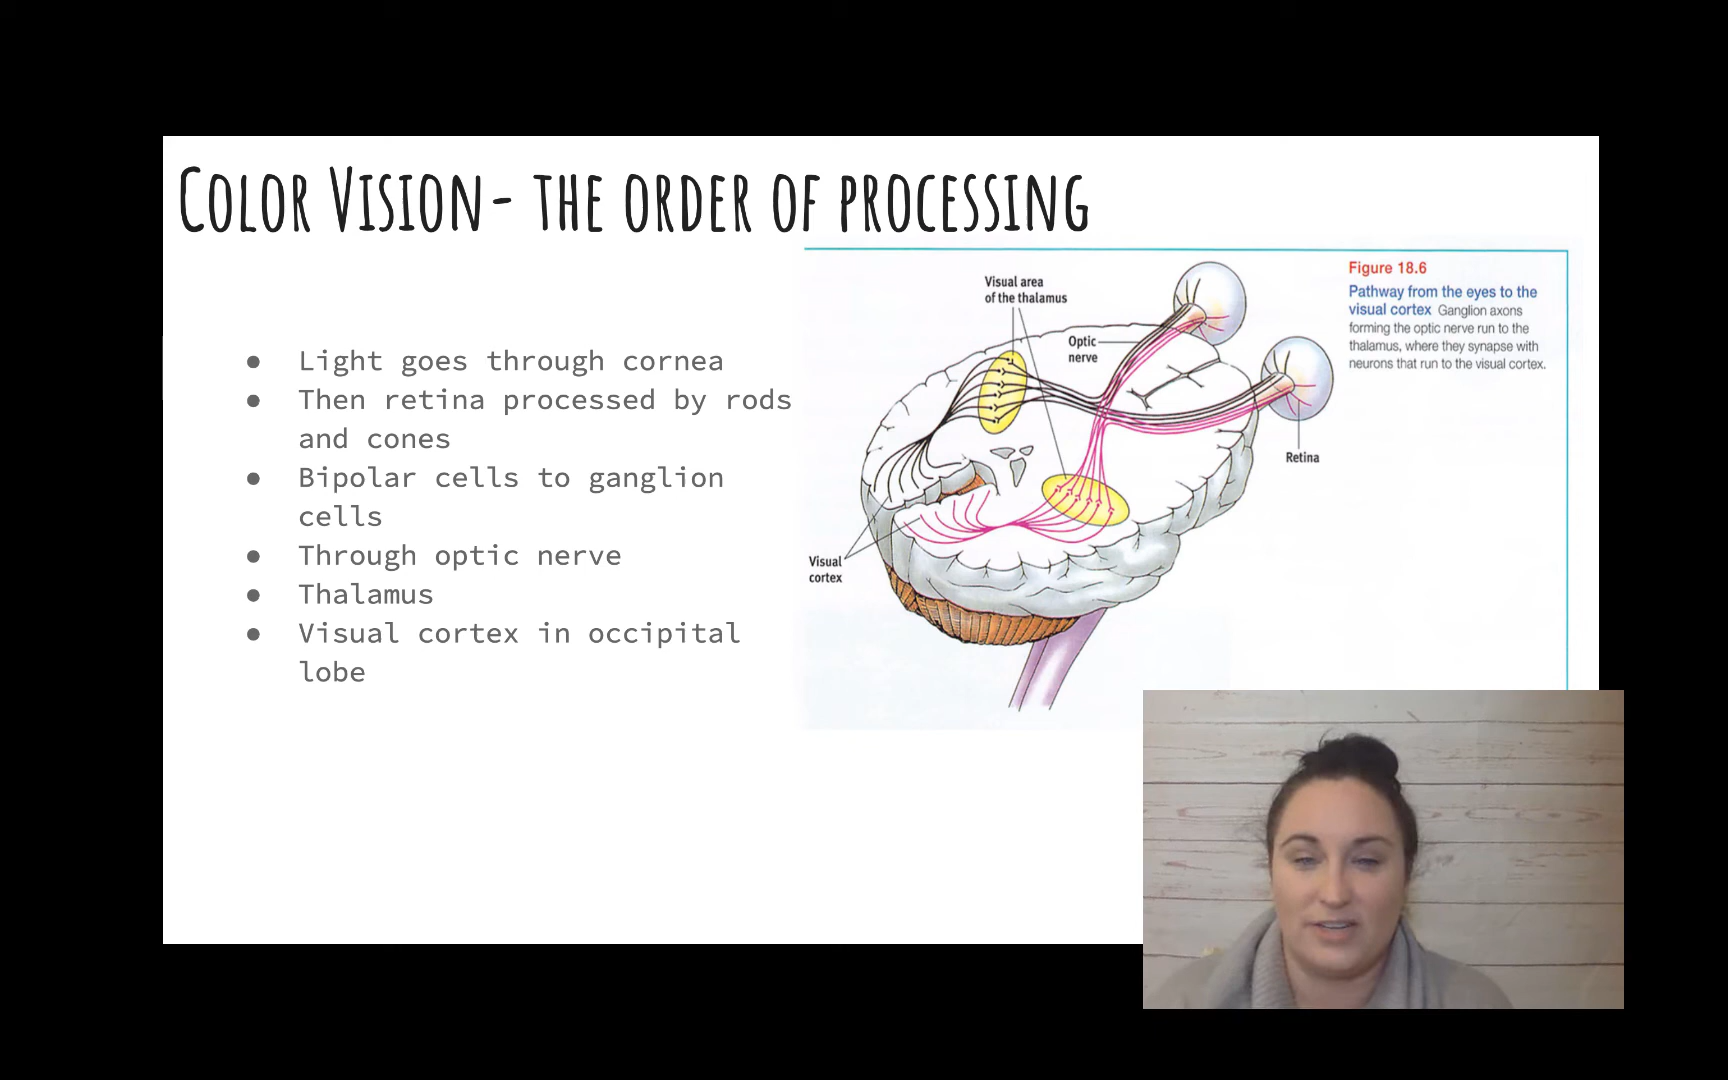 Color Vision- the order of processing
● Light goes through cornea
● Then retina processed by rods
and cones
● Bipolar cells to ganglion
cells
● Through optic nerve
● Thalamus
● Visual cortex in occipital
lobe
Visual area
of the thalamus
Optic
nerve
Retina
Visual
cortex
Figure 18.6
Pathway from the eyes to the
visual cortex Ganglion axons
forming the optic nerve run to the
thalamus, where they synapse with
neurons that run to the visual cortex.